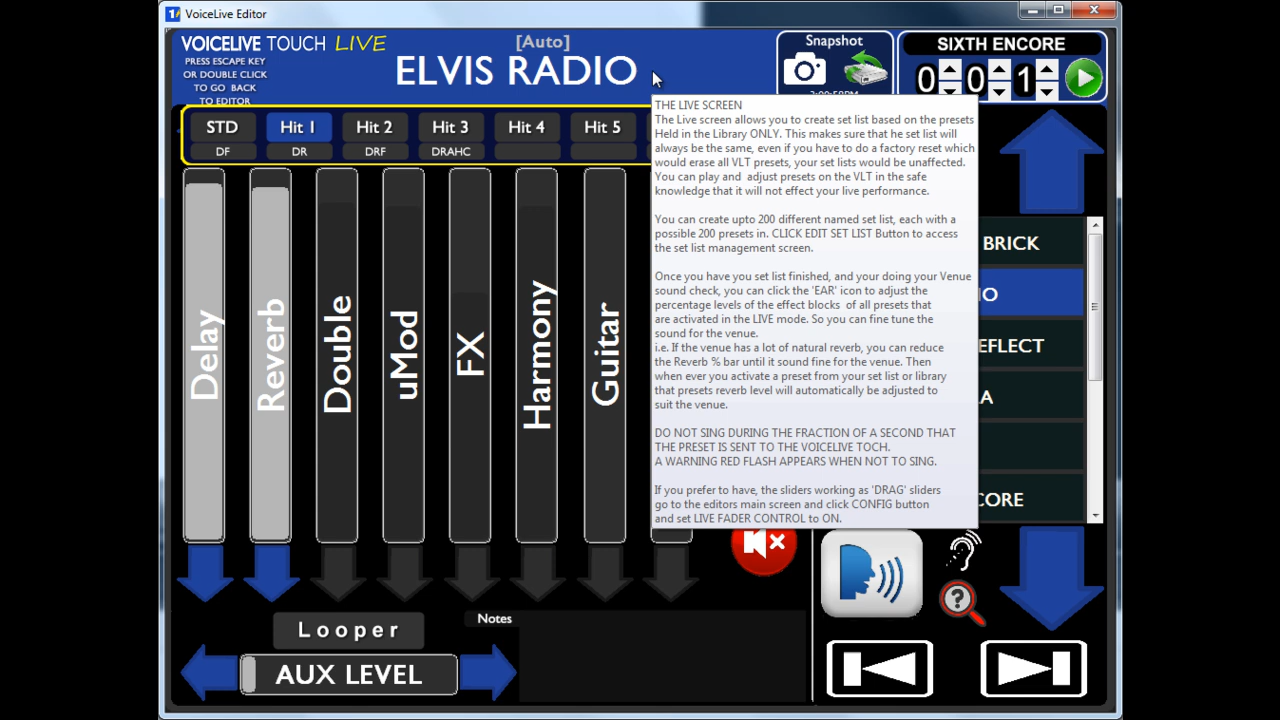 VoiceLive Editor
VOICELIVE TOUCH LIVE
PRESS ESCAPE KEY
OR DOUBLE CLICK
TO GO BACK
TO EDITOR
[Auto]
ELVIS RADIO
Snapshot
SIXTH ENCORE
0 0 1
STD
Hit 1
Hit 2
Hit 3
Hit 4
Hit 5
DF
DR
DRF
DRAHC
THE LIVE SCREEN
The Live screen allows you to create set list based on the presets
Held in the Library ONLY. This makes sure that he set list will
always be the same, even if you have to do a factory reset which
would erase all VLT presets, your set lists would be unaffected.
You can play and adjust presets on the VLT in the safe
knowledge that it will not effect your live performance.
You can create upto 200 different named set list, each with a
possible 200 presets in. CLICK EDIT SET LIST Button to access
the set list management screen.
Once you have you set list finished, and your doing your Venue
sound check, you can click the 'EAR' icon to adjust the
percentage levels of the effect blocks of all presets that
are activated in the LIVE mode. So you can fine tune the
sound for the venue.
i.e. If the venue has a lot of natural reverb, you can reduce
the Reverb % bar until it sound fine for the venue. Then
when ever you activate a preset from your set list or library
that presets reverb level will automatically be adjusted to
suit the venue.
DO NOT SING DURING THE FRACTION OF A SECOND THAT
THE PRESET IS SENT TO THE VOICELIVE TOCH.
A WARNING RED FLASH APPEARS WHEN NOT TO SING.
If you prefer to have, the sliders working as 'DRAG' sliders
go to the editors main screen and click CONFIG button
and set LIVE FADER CONTROL to ON.
BRICK
IO
EFLECT
A
CORE
Delay
Reverb
Double
uMod
FX
Harmony
Guitar
Looper
AUX LEVEL
Notes